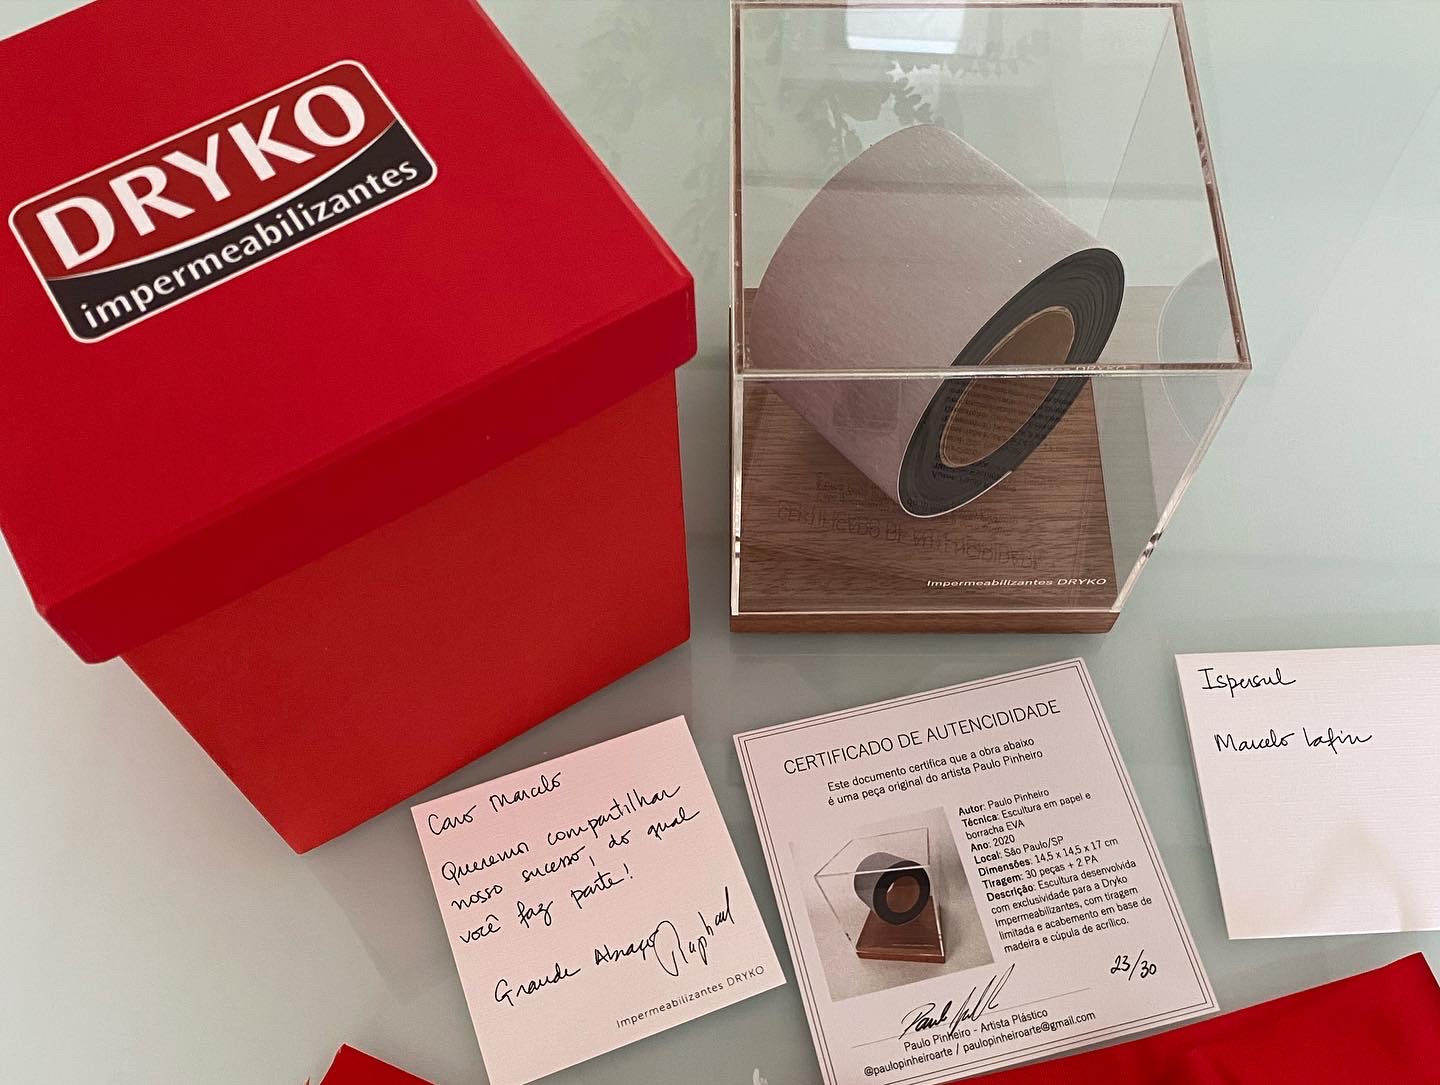 DRYKO
impermeabilizantes
Impermeabilizantes DRYKO
Caro Marcelo
Queremos compartilhar
nosso sucesso, do qual
você faz parte!
Grande Abraço
Raphael
Impermeabilizantes DRYKO
CERTIFICADO DE AUTENCIDIDADE
Este documento certifica que a obra abaixo
é uma peça original do artista Paulo Pinheiro
Autor: Paulo Pinheiro
Técnica: Escultura em papel e
borracha EVA
Ano: 2020
Local: São Paulo/SP
Dimensões: 14,5 x 14,5 x 17 cm
Tiragem: 30 peças + 2 PA
Descrição: Escultura desenvolvida
com exclusividade para a Dryko
Impermeabilizantes, com tiragem
limitada e acabemento em base de
madeira e cúpula de acrílico.
23/30
Paulo Pinheiro - Artista Plástico
@paulopinheiroarte / paulopinheiroarte@gmail.com
Ispersul
Marcelo